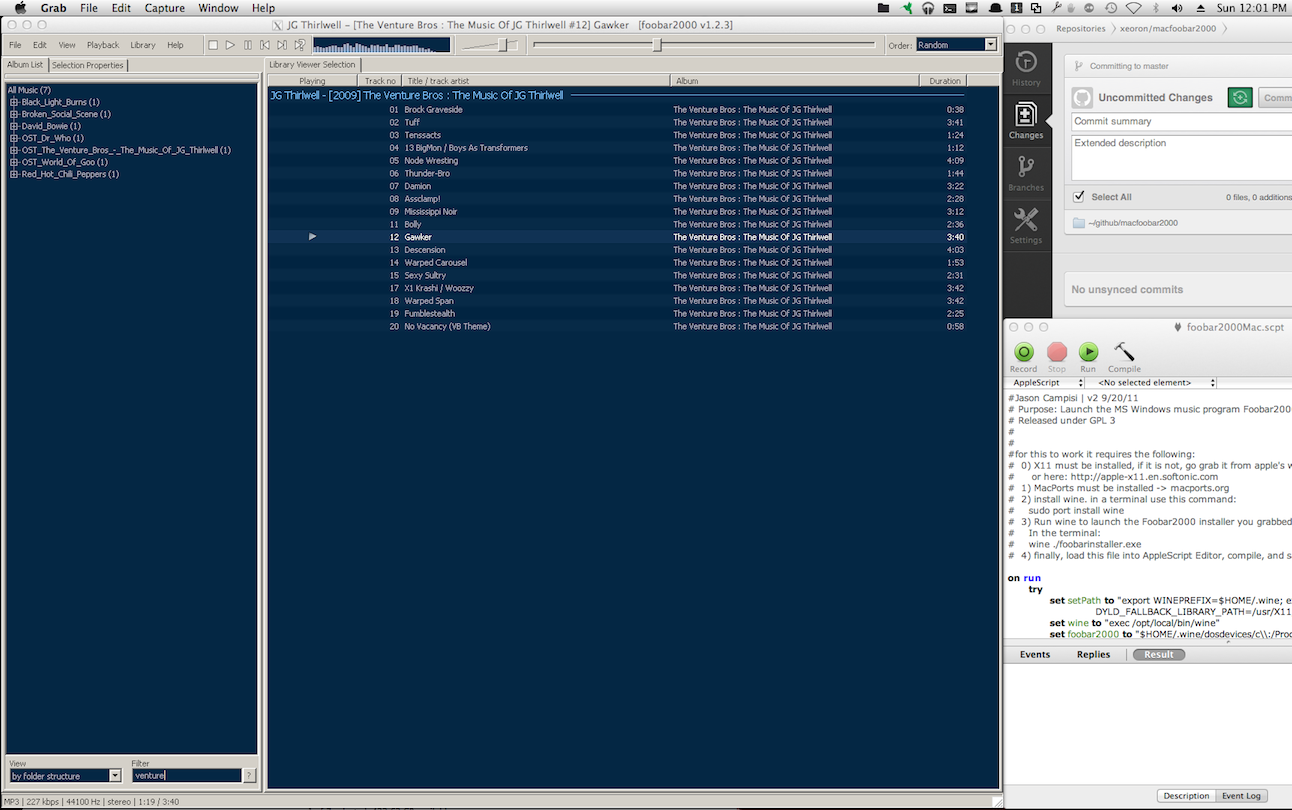 Grab File Edit Capture Window Help
Sun 12:01 PM
JG Thirlwell - [The Venture Bros : The Music Of JG Thirlwell #12] Gawker [foobar2000 v1.2.3]
File Edit View Playback Library Help
Order: Random
Album List Selection Properties
All Music (7)
Black_Light_Burns (1)
Broken_Social_Scene (1)
David_Bowie (1)
OST_Dr_Who (1)
OST_The_Venture_Bros_-_The_Music_Of_JG_Thirlwell (1)
OST_World_Of_Goo (1)
Red_Hot_Chili_Peppers (1)
View
by folder structure
Filter
venture
?
Library Viewer Selection
Playing Track no Title / track artist Album Duration
JG Thirlwell - [2009] The Venture Bros : The Music Of JG Thirlwell
01 Brock Graveside The Venture Bros : The Music Of JG Thirlwell 0:38
02 Tuff The Venture Bros : The Music Of JG Thirlwell 3:41
03 Tenssacts The Venture Bros : The Music Of JG Thirlwell 1:24
04 13 BigMon / Boys As Transformers The Venture Bros : The Music Of JG Thirlwell 1:12
05 Node Wresting The Venture Bros : The Music Of JG Thirlwell 4:09
06 Thunder-Bro The Venture Bros : The Music Of JG Thirlwell 1:44
07 Damion The Venture Bros : The Music Of JG Thirlwell 3:22
08 Assclamp! The Venture Bros : The Music Of JG Thirlwell 2:28
09 Mississippi Noir The Venture Bros : The Music Of JG Thirlwell 3:12
11 Bolly The Venture Bros : The Music Of JG Thirlwell 2:36
12 Gawker The Venture Bros : The Music Of JG Thirlwell 3:40
13 Descension The Venture Bros : The Music Of JG Thirlwell 4:03
14 Warped Carousel The Venture Bros : The Music Of JG Thirlwell 1:53
15 Sexy Sultry The Venture Bros : The Music Of JG Thirlwell 2:31
17 X1 Krashi / Woozzy The Venture Bros : The Music Of JG Thirlwell 3:42
18 Warped Span The Venture Bros : The Music Of JG Thirlwell 3:42
19 Fumblestealth The Venture Bros : The Music Of JG Thirlwell 2:25
20 No Vacancy (VB Theme) The Venture Bros : The Music Of JG Thirlwell 0:58
MP3 | 227 kbps | 44100 Hz | stereo | 1:19 / 3:40
Repositories xeron/macfoobar2000
History
Changes
Branches
Settings
Committing to master
Uncommitted Changes
Comm
Commit summary
Extended description
Select All 0 files, 0 additions
~/github/macfoobar2000
No unsynced commits
foobar2000Mac.scpt
Record Stop Run Compile
AppleScript <No selected element>
#Jason Campisi | v2 9/20/11
# Purpose: Launch the MS Windows music program Foobar200
# Released under GPL 3
#
#
#for this to work it requires the following:
# 0) X11 must be installed, if it is not, go grab it from apple's w
# or here: http://apple-x11.en.softonic.com
# 1) MacPorts must be installed -> macports.org
# 2) install wine. in a terminal use this command:
# sudo port install wine
# 3) Run wine to launch the Foobar2000 installer you grabbed
# In the terminal:
# wine ./foobarinstaller.exe
# 4) finally, load this file into AppleScript Editor, compile, and s
on run
try
set setPath to "export WINEPREFIX=$HOME/.wine; e
DYLD_FALLBACK_LIBRARY_PATH=/usr/X11
set wine to "exec /opt/local/bin/wine"
set foobar2000 to "$HOME/.wine/dosdevices/c\\:/Prog
Events Replies Result
Description Event Log